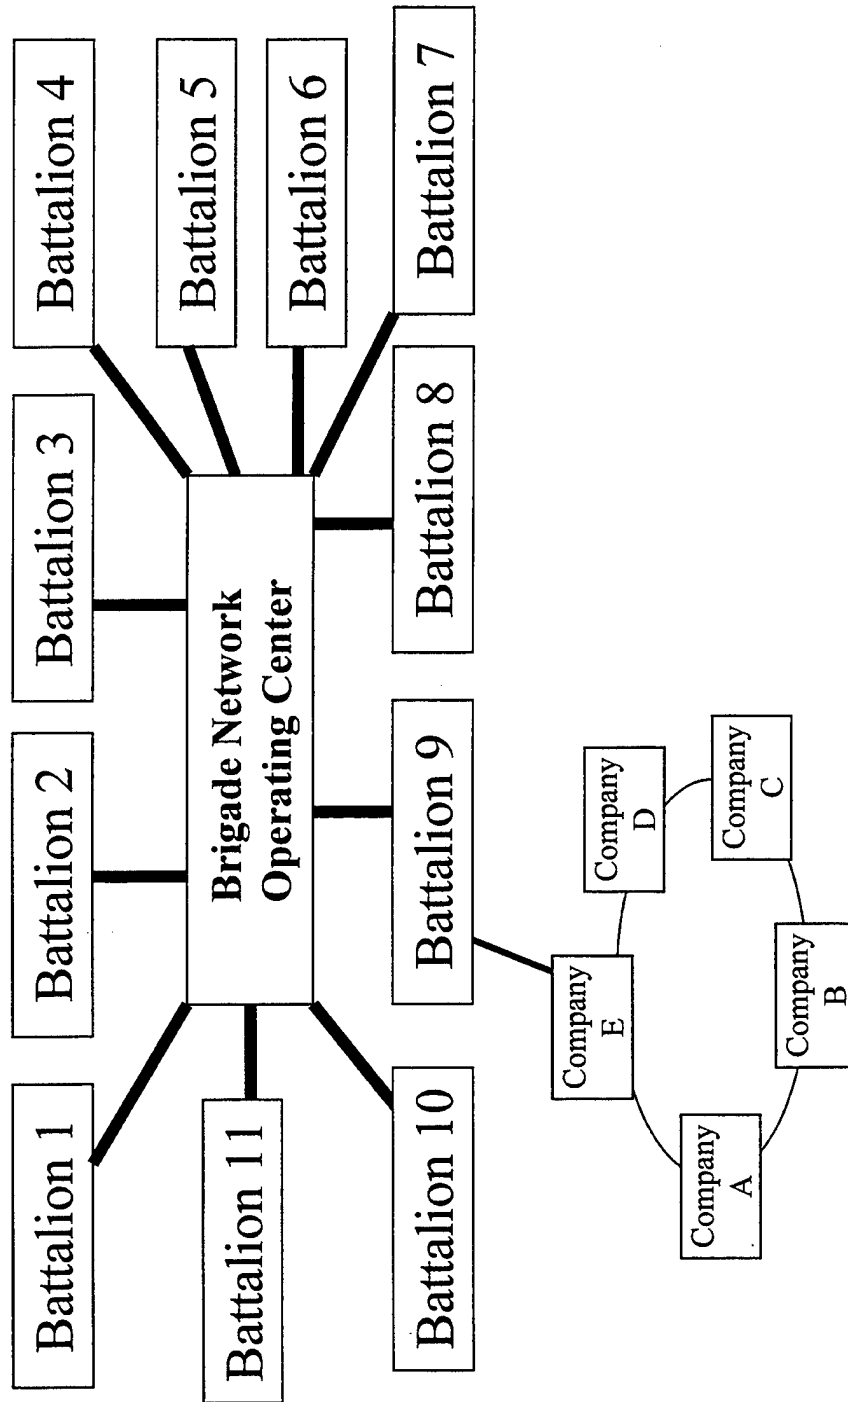 Battalion 1
Battalion 2
Battalion 3
Battalion 4
Battalion 11
Brigade Network
Operating Center
Battalion 5
Battalion 6
Battalion 10
Battalion 9
Battalion 8
Battalion 7
Company
E
Company
D
Company
A
Company
C
Company
B